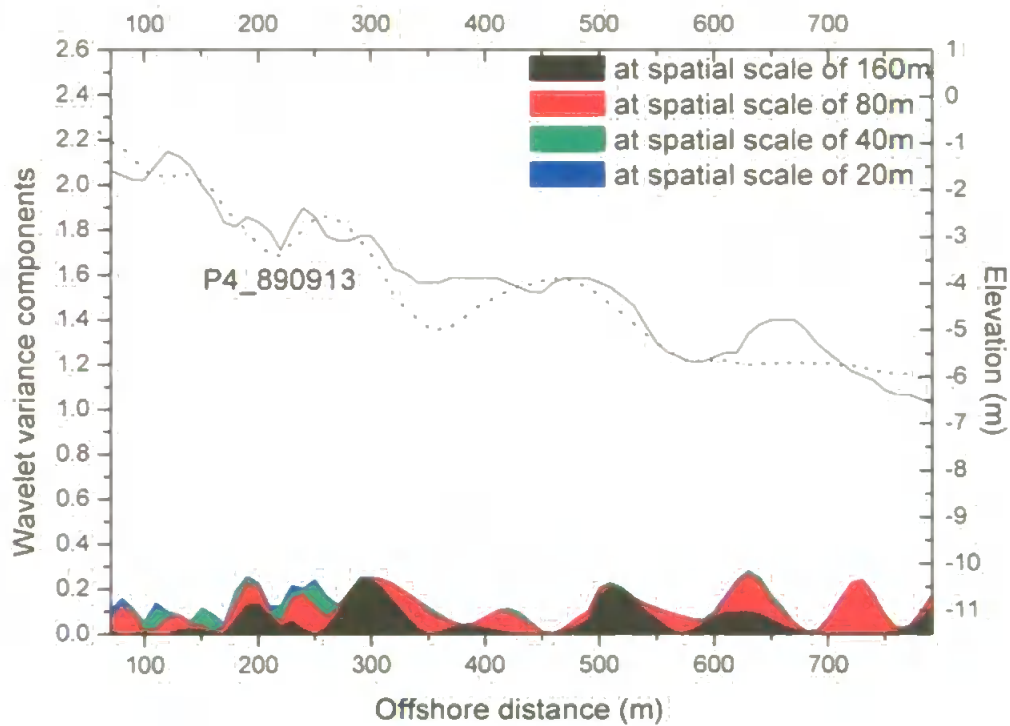 100 200 300 400 500 600 700
2.6
2.4
2.2
2.0
1.8
1.6
1.4
1.2
1.0
0.8
0.6
0.4
0.2
0.0
Wavelet variance components
at spatial scale of 160m
at spatial scale of 80m
at spatial scale of 40m
at spatial scale of 20m
P4_890913
1
0
-1
-2
-3
-4
-5
-6
-7
-8
-9
-10
-11
Elevation (m)
100 200 300 400 500 600 700
Offshore distance (m)